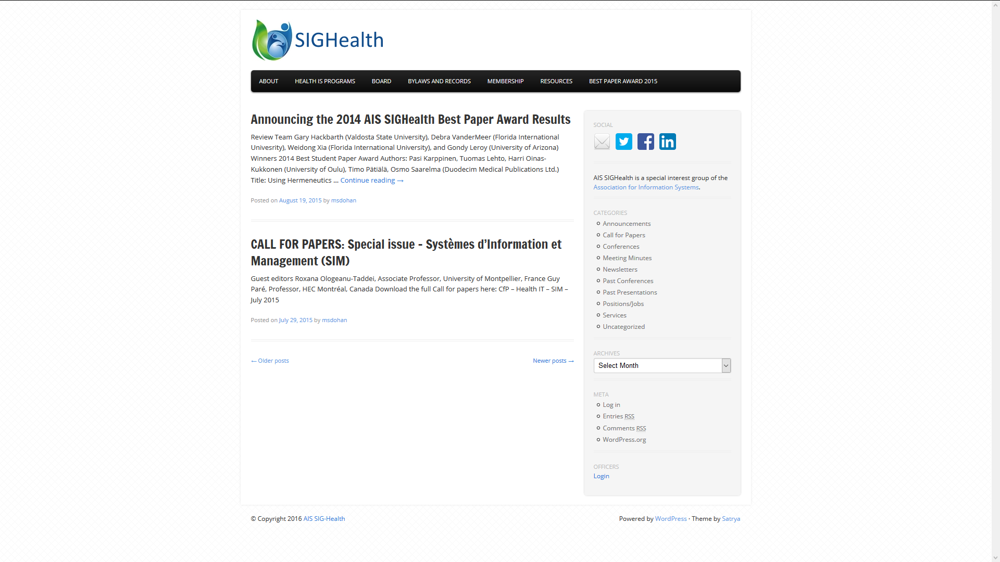 SIGHealth
ABOUT HEALTH IS PROGRAMS BOARD BYLAWS AND RECORDS MEMBERSHIP RESOURCES BEST PAPER AWARD 2015
Announcing the 2014 AIS SIGHealth Best Paper Award Results
Review Team Gary Hackbarth (Valdosta State University), Debra VanderMeer (Florida International
Univesrity), Weidong Xia (Florida International University), and Gondy Leroy (University of Arizona)
Winners 2014 Best Student Paper Award Authors: Pasi Karppinen, Tuomas Lehto, Harri Oinas-
Kukkonen (University of Oulu), Timo Pätiälä, Osmo Saarelma (Duodecim Medical Publications Ltd.)
Title: Using Hermeneutics ... Continue reading →
Posted on August 19, 2015 by msdohan
CALL FOR PAPERS: Special issue - Systèmes d’Information et
Management (SIM)
Guest editors Roxana Ologeanu-Taddei, Associate Professor, University of Montpellier, France Guy
Paré, Professor, HEC Montréal, Canada Download the full Call for papers here: CfP – Health IT – SIM –
July 2015
Posted on July 29, 2015 by msdohan
← Older posts
Newer posts →
SOCIAL
AIS SIGHealth is a special interest group of the
Association for Information Systems.
CATEGORIES
Announcements
Call for Papers
Conferences
Meeting Minutes
Newsletters
Past Conferences
Past Presentations
Positions/Jobs
Services
Uncategorized
ARCHIVES
Select Month
META
Log in
Entries RSS
Comments RSS
WordPress.org
OFFICERS
Login
© Copyright 2016 AIS SIG-Health
Powered by WordPress · Theme by Satrya